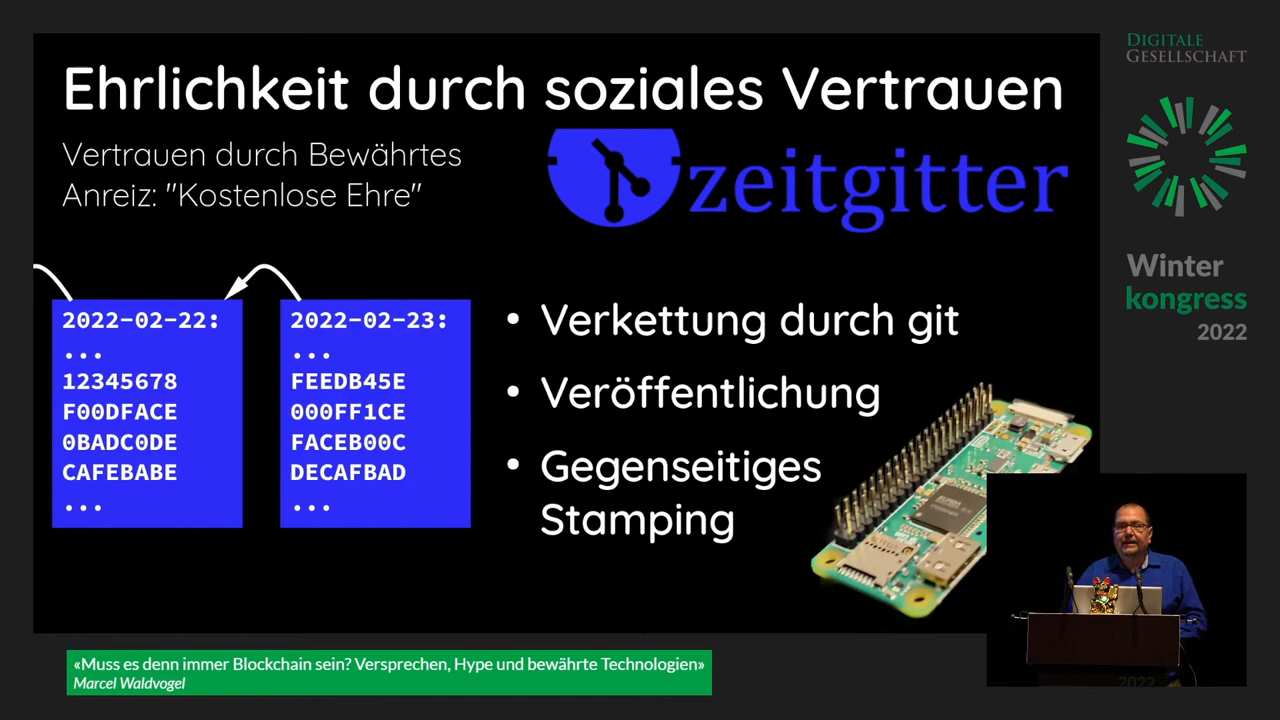 Ehrlichkeit durch soziales Vertrauen
Vertrauen durch Bewährtes
Anreiz: "Kostenlose Ehre"
zeitgitter
2022-02-22:
...
12345678
F00DFACE
0BADC0DE
CAFEBABE
...
2022-02-23:
...
FEEDB45E
000FF1CE
FACEB00C
DECAFBAD
...
• Verkettung durch git
• Veröffentlichung
• Gegenseitiges
Stamping
DIGITALE
GESELLSCHAFT
Winter
kongress
2022
2022
«Muss es denn immer Blockchain sein? Versprechen, Hype und bewährte Technologien»
Marcel Waldvogel